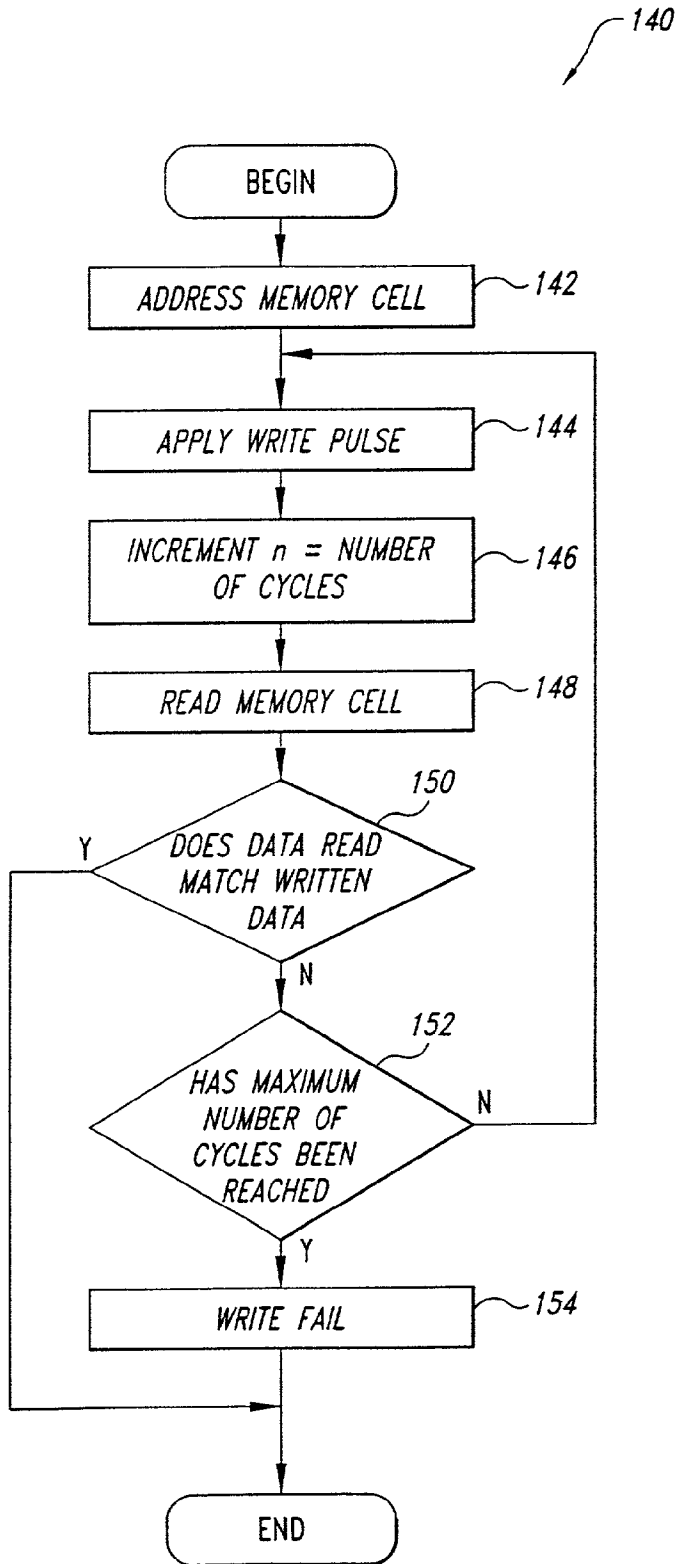 140
BEGIN
ADDRESS MEMORY CELL
142
APPLY WRITE PULSE
144
INCREMENT n = NUMBER
OF CYCLES
146
READ MEMORY CELL
148
150
Y
DOES DATA READ
MATCH WRITTEN
DATA
N
152
HAS MAXIMUM
NUMBER OF
CYCLES BEEN
REACHED
N
Y
WRITE FAIL
154
END